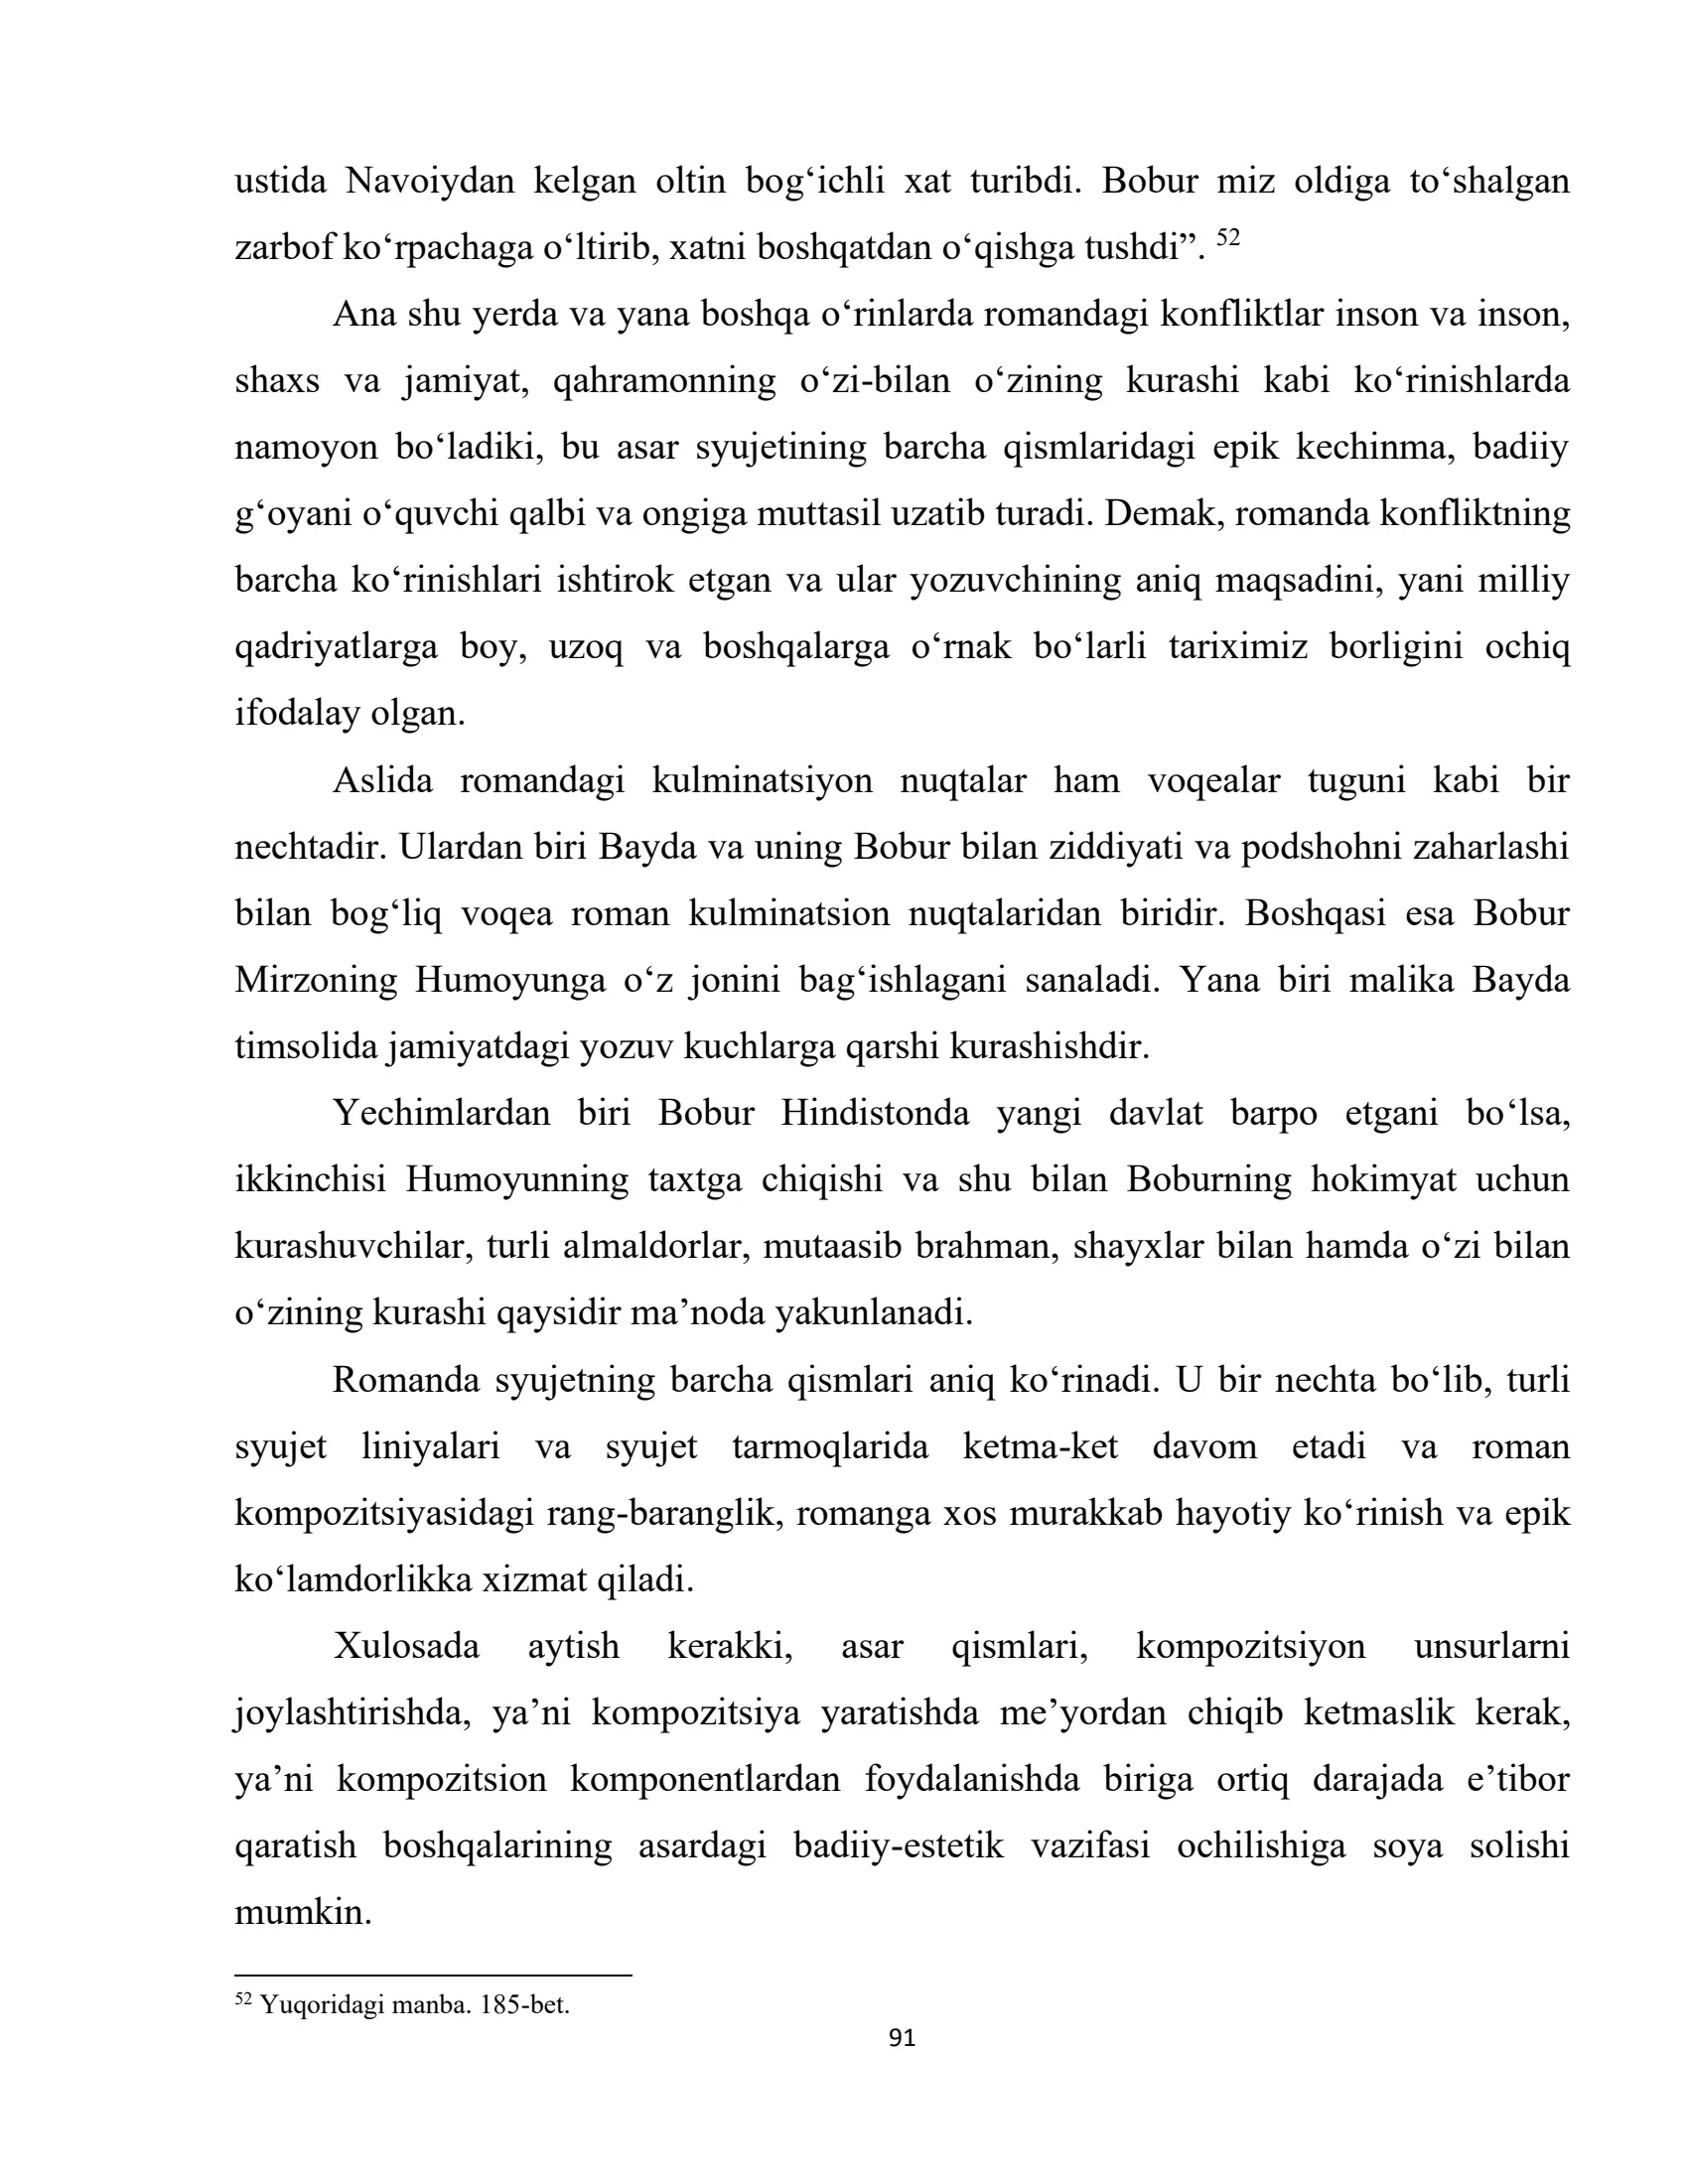 ustida Navoiydan kelgan oltin bog‘ichli xat turibdi. Bobur miz oldiga to‘shalgan
zarbof ko‘rpachaga o‘ltirib, xatni boshqatdan o‘qishga tushdi”. 52
Ana shu yerda va yana boshqa o‘rinlarda romandagi konfliktlar inson va inson,
shaxs va jamiyat, qahramonning o‘zi-bilan o‘zining kurashi kabi ko‘rinishlarda
namoyon bo‘ladiki, bu asar syujetining barcha qismlaridagi epik kechinma, badiiy
g‘oyani o‘quvchi qalbi va ongiga muttasil uzatib turadi. Demak, romanda konfliktning
barcha ko‘rinishlari ishtirok etgan va ular yozuvchining aniq maqsadini, yani milliy
qadriyatlarga boy, uzoq va boshqalarga o‘rnak bo‘larli tariximiz borligini ochiq
ifodalay olgan.
Aslida romandagi kulminatsiyon nuqtalar ham voqealar tuguni kabi bir
nechtadir. Ulardan biri Bayda va uning Bobur bilan ziddiyati va podshohni zaharlashi
bilan bog‘liq voqea roman kulminatsion nuqtalaridan biridir. Boshqasi esa Bobur
Mirzoning Humoyunga o‘z jonini bag‘ishlagani sanaladi. Yana biri malika Bayda
timsolida jamiyatdagi yozuv kuchlarga qarshi kurashishdir.
Yechimlardan biri Bobur Hindistonda yangi davlat barpo etgani bo‘lsa,
ikkinchisi Humoyunning taxtga chiqishi va shu bilan Boburning hokimyat uchun
kurashuvchilar, turli almaldorlar, mutaasib brahman, shayxlar bilan hamda o‘zi bilan
o‘zining kurashi qaysidir ma’noda yakunlanadi.
Romanda syujetning barcha qismlari aniq ko‘rinadi. U bir nechta bo‘lib, turli
syujet liniyalari va syujet tarmoqlarida ketma-ket davom etadi va roman
kompozitsiyasidagi rang-baranglik, romanga xos murakkab hayotiy ko‘rinish va epik
ko‘lamdorlikka xizmat qiladi.
Xulosada aytish kerakki, asar qismlari, kompozitsiyon unsurlarni
joylashtirishda, ya’ni kompozitsiya yaratishda me’yordan chiqib ketmaslik kerak,
ya’ni kompozitsion komponentlardan foydalanishda biriga ortiq darajada e’tibor
qaratish boshqalarining asardagi badiiy-estetik vazifasi ochilishiga soya solishi
mumkin.
52 Yuqoridagi manba. 185-bet.
91